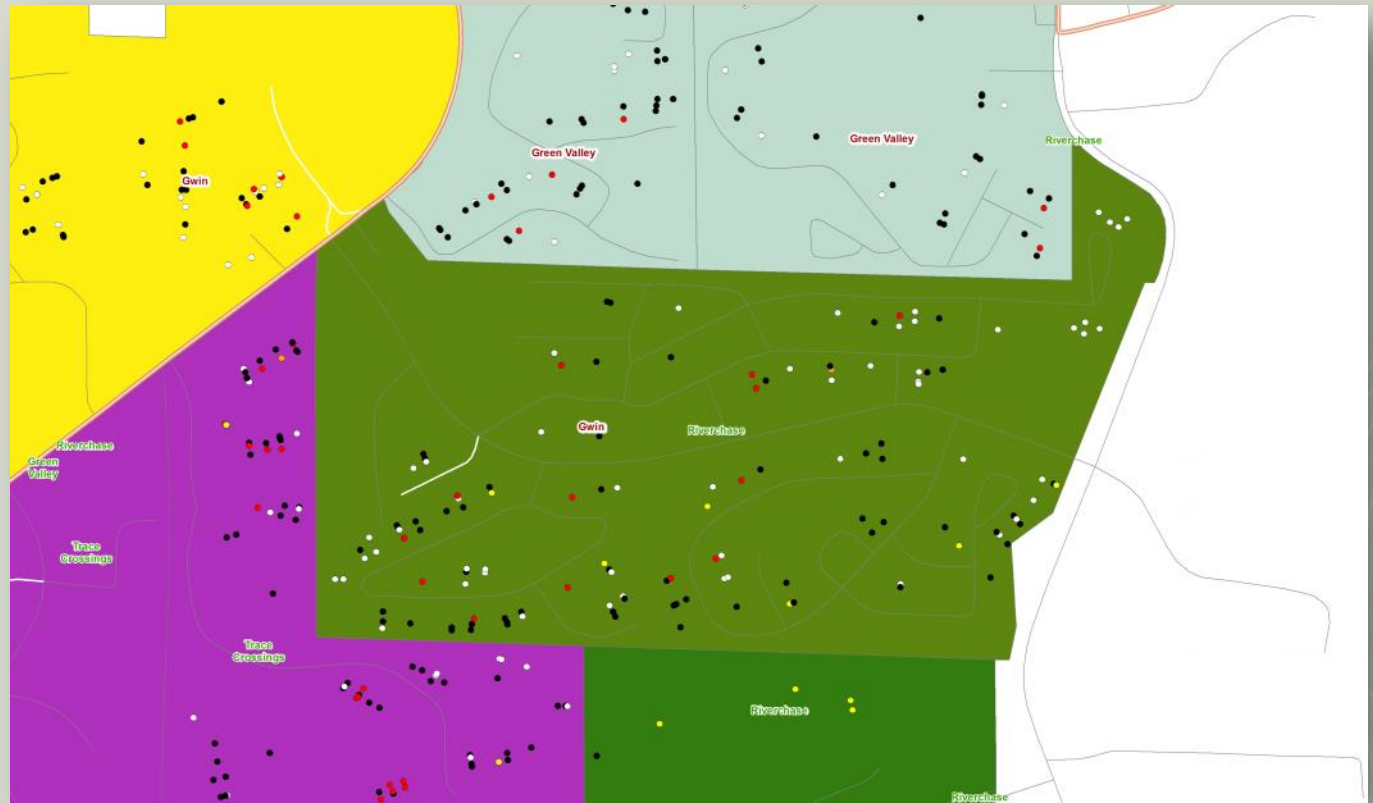 Green Valley
Green Valley
Riverchase
Gwin
Gwin
Riverchase
Riverchase
Green
Valley
Trace
Crossings
Trace
Crossings
Riverchase
Riverchase